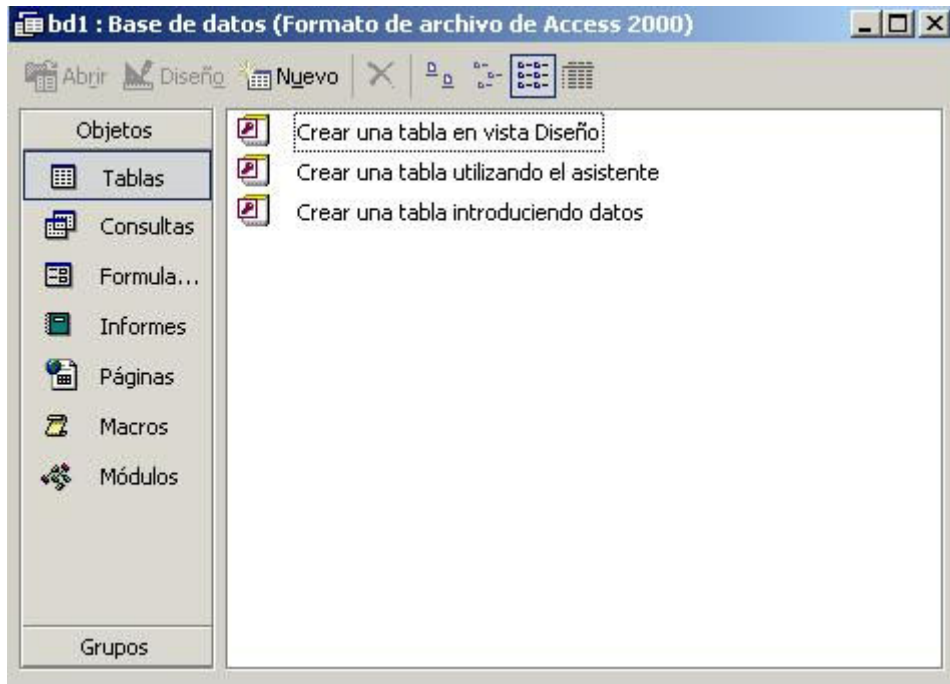 bd1 : Base de datos (Formato de archivo de Access 2000)
Abrir Diseño Nuevo
Objetos
Tablas
Consultas
Formula...
Informes
Páginas
Macros
Módulos
Grupos
Crear una tabla en vista Diseño
Crear una tabla utilizando el asistente
Crear una tabla introduciendo datos